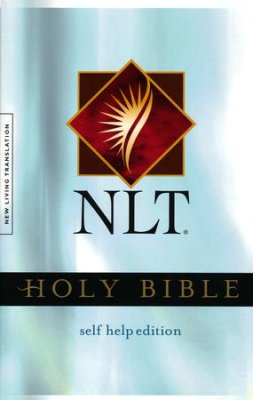 NEW LIVING TRANSLATION
NLT®
HOLY BIBLE
self help edition